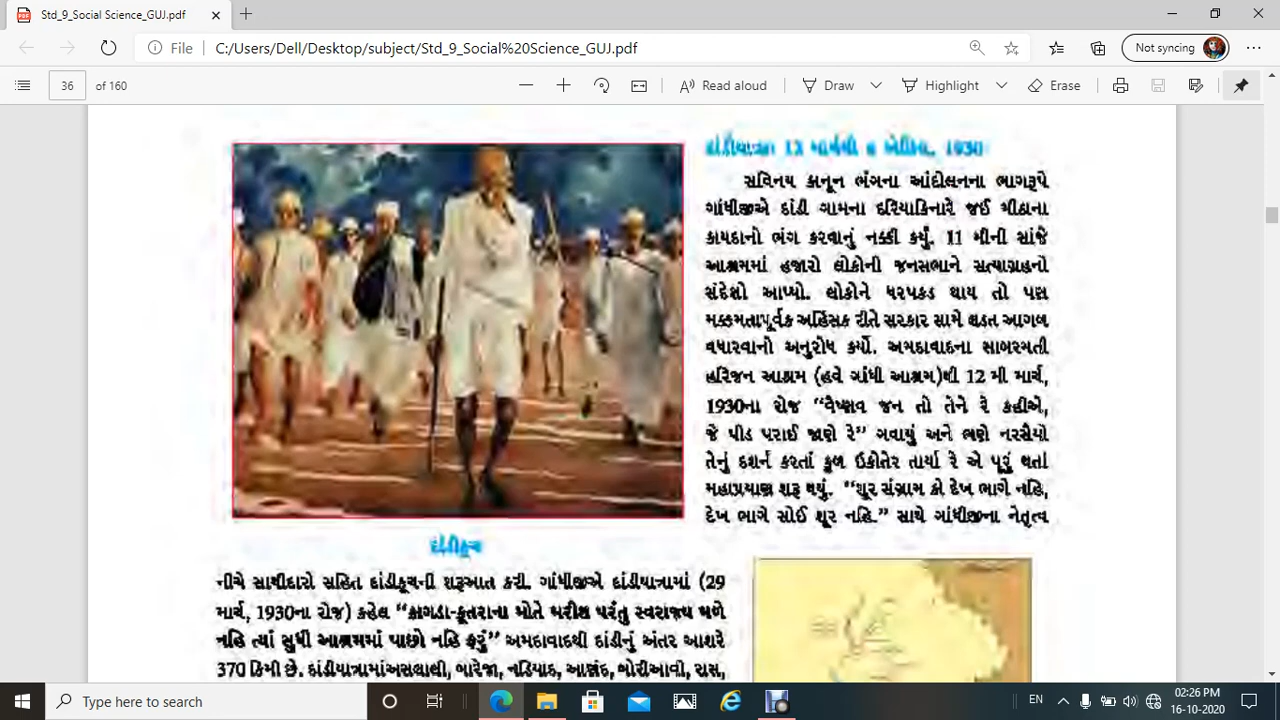 Std_9_Social Science_GUJ.pdf
File C:/Users/Dell/Desktop/subject/Std_9_Social%20Science_GUJ.pdf
Not syncing
36 of 160
Read aloud
Draw
Highlight
Erase
દાંડીયાત્રા 12 માર્ચથી 6 એપ્રિલ, 1930
સવિનય કાનૂન ભંગના આંદોલનના ભાગરૂપે
ગાંધીજીએ દાંડી ગામના દરિયાકિનારે જઈ મીઠાના
કાયદાનો ભંગ કરવાનું નક્કી કર્યું. 11 મીની સાંજે
આશ્રમમાં હજારો લોકોની જનસભાને સત્યાગ્રહનો
સંદેશો આપ્યો. લોકોને ધરપકડ થાય તો પણ
મક્કમતાપૂર્વક અહિંસક રીતે સરકાર સામે લડત આગળ
વધારવાનો અનુરોધ કર્યો. અમદાવાદના સાબરમતી
હરિજન આશ્રમ (હવે ગાંધી આશ્રમ)થી 12 મી માર્ચ,
1930ના રોજ “વૈષ્ણવ જન તો તેને રે કહીએ,
જે પીડ પરાઈ જાણે રે” ગવાયું અને ભણે નરસૈયો
તેનું દર્શન કરતાં કુળ ઈકોતેર તાર્યા રે એ પૂરું થતાં
મહાપ્રયાણ શરૂ થયું. “શૂર સંગ્રામ કો દેખ ભાગે નહિ,
દેખ ભાગે સોઈ શૂર નહિ.” સાથે ગાંધીજીના નેતૃત્વ
દાંડીકૂચ
નીચે સાથીદારો સહિત દાંડીકૂચની શરૂઆત કરી. ગાંધીજીએ દાંડીયાત્રામાં (29
માર્ચ, 1930ના રોજ) કહેલ “કાગડા-કૂતરાના મોતે મરીશ પરંતુ સ્વરાજ્ય મળે
નહિ ત્યાં સુધી આશ્રમમાં પાછો નહિ ફરું” અમદાવાદથી દાંડીનું અંતર આશરે
370 કિમી છે. દાંડીયાત્રામાં અસલાલી, બારેજા, નડિયાદ, આણંદ, બોરીઆવી, રાસ,
Type here to search
EN
02:26 PM
16-10-2020